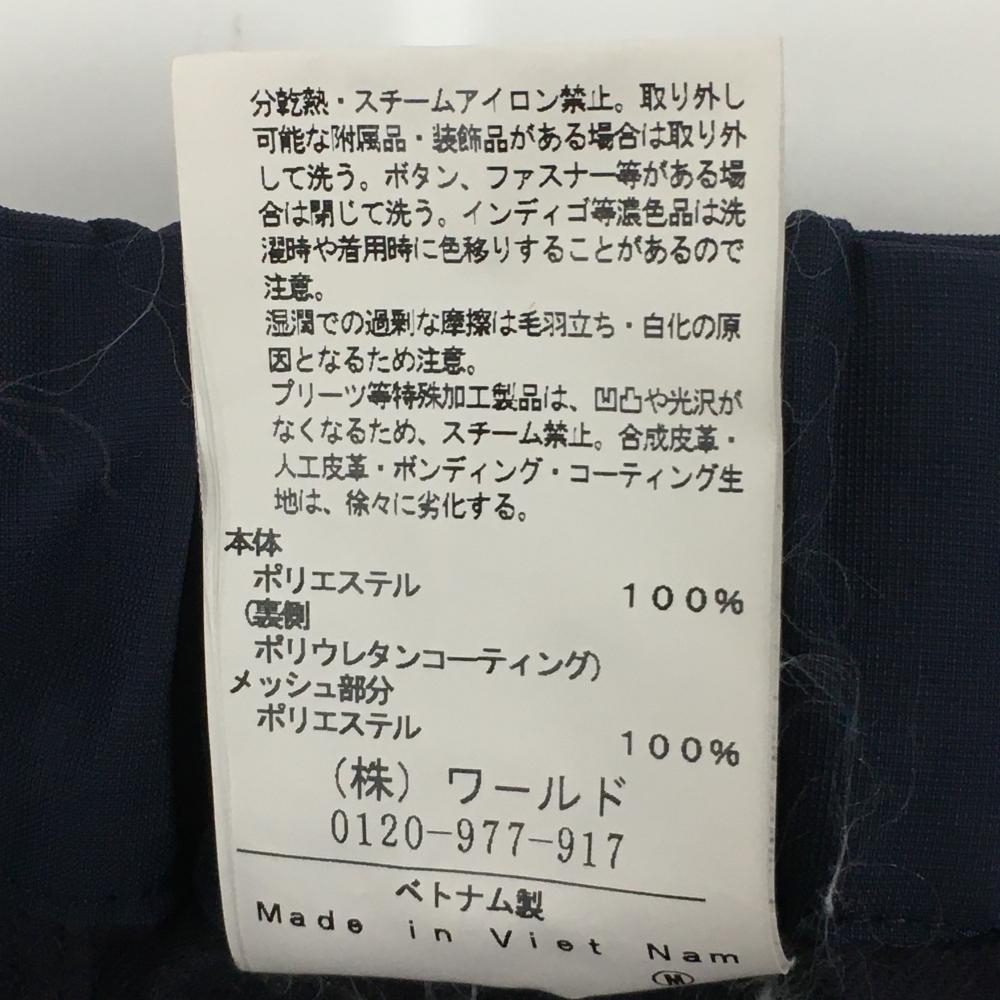 分乾熱・スチームアイロン禁止。取り外し
可能な附属品・装飾品がある場合は取り外
して洗う。ボタン、ファスナー等がある場
合は閉じて洗う。インディゴ等濃色品は洗
濯時や着用時に色移りすることがあるので
注意。
湿潤での過剰な摩擦は毛羽立ち・白化の原
因となるため注意。
プリーツ等特殊加工製品は、凹凸や光沢が
なくなるため、スチーム禁止。合成皮革・
人工皮革・ボンディング・コーティング生
地は、徐々に劣化する。
本体
ポリエステル 100%
(裏側
ポリウレタンコーティング)
メッシュ部分
ポリエステル 100%
(株) ワールド
0120-977-917
ベトナム製
Made in Viet Nam
M